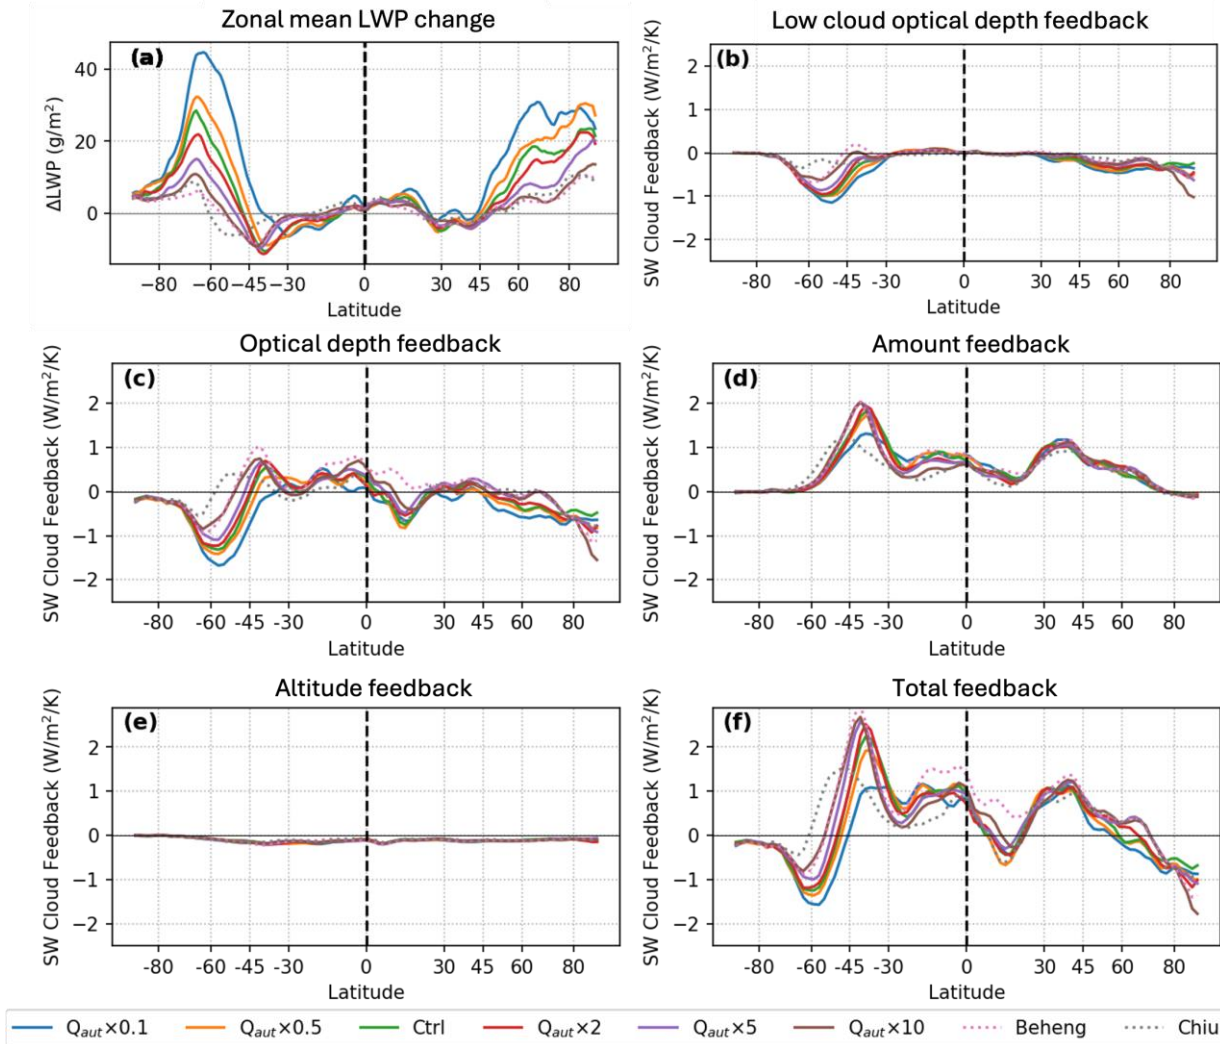 Zonal mean LWP change
(a)
ΔLWP (g/m²)
40
20
0
−80 −60 −45 −30 0 30 45 60 80
Latitude
Low cloud optical depth feedback
(b)
SW Cloud Feedback (W/m²/K)
2
1
0
−1
−2
-80 -60 -45 -30 0 30 45 60 80
Latitude
Optical depth feedback
(c)
SW Cloud Feedback (W/m²/K)
2
1
0
−1
−2
-80 -60 -45 -30 0 30 45 60 80
Latitude
Amount feedback
(d)
SW Cloud Feedback (W/m²/K)
2
1
0
−1
−2
-80 -60 -45 -30 0 30 45 60 80
Latitude
Altitude feedback
(e)
SW Cloud Feedback (W/m²/K)
2
1
0
−1
−2
-80 -60 -45 -30 0 30 45 60 80
Latitude
Total feedback
(f)
SW Cloud Feedback (W/m²/K)
2
1
0
−1
−2
-80 -60 -45 -30 0 30 45 60 80
Latitude
Qaut×0.1 Qaut×0.5 Ctrl Qaut×2 Qaut×5 Qaut×10 Beheng Chiu